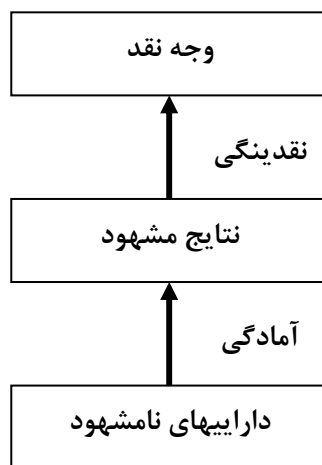 وجه نقد
نقدینگی
نتایج مشهود
آمادگی
داراییهای نامشهود